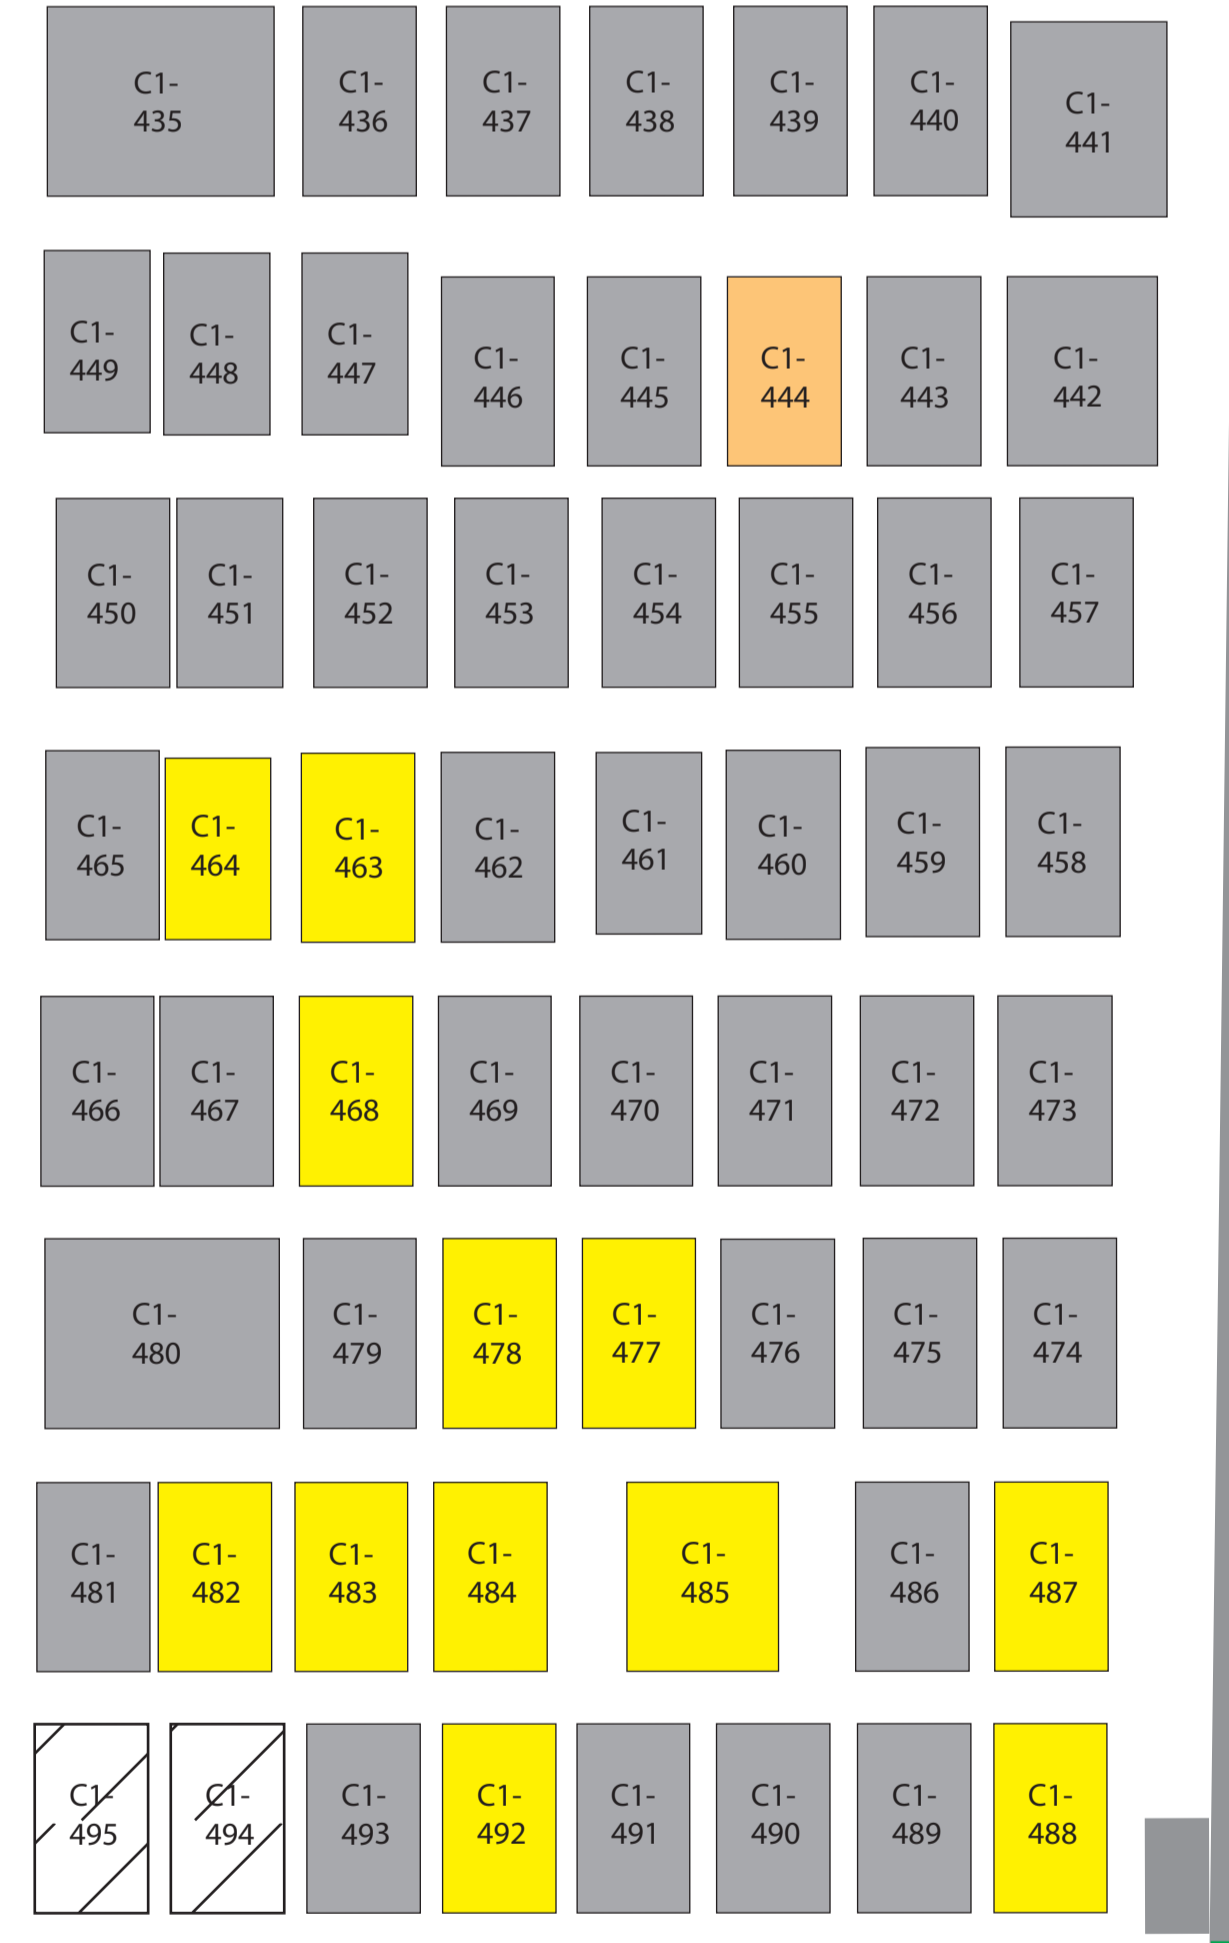 C1-
435
C1-
436
C1-
437
C1-
438
C1-
439
C1-
440
C1-
441
C1-
449
C1-
448
C1-
447
C1-
446
C1-
445
C1-
444
C1-
443
C1-
442
C1-
450
C1-
451
C1-
452
C1-
453
C1-
454
C1-
455
C1-
456
C1-
457
C1-
465
C1-
464
C1-
463
C1-
462
C1-
461
C1-
460
C1-
459
C1-
458
C1-
466
C1-
467
C1-
468
C1-
469
C1-
470
C1-
471
C1-
472
C1-
473
C1-
480
C1-
479
C1-
478
C1-
477
C1-
476
C1-
475
C1-
474
C1-
481
C1-
482
C1-
483
C1-
484
C1-
485
C1-
486
C1-
487
C1-
495
C1-
494
C1-
493
C1-
492
C1-
491
C1-
490
C1-
489
C1-
488